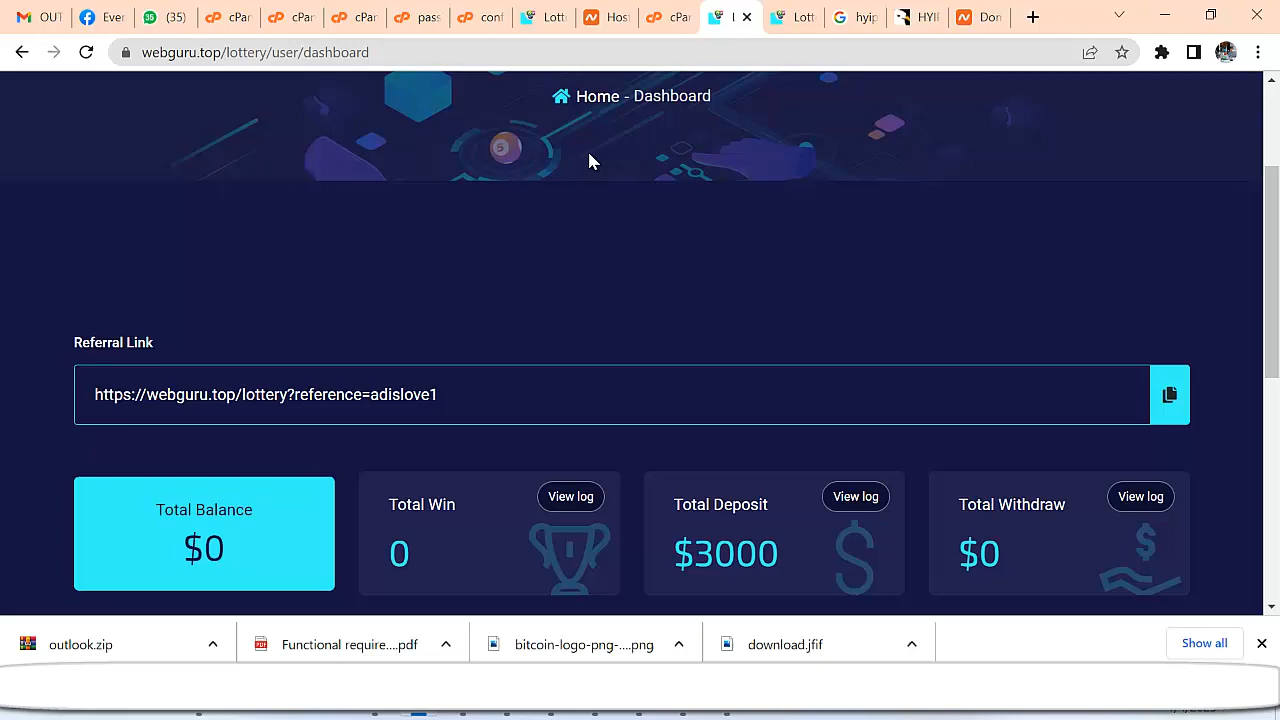 OUT
Ever
(35)
cPar
cPar
cPar
pass
conf
Lott
Hos
cPar
Lott
hyip
HYIP
Don
webguru.top/lottery/user/dashboard
Home - Dashboard
5
Referral Link
https://webguru.top/lottery?reference=adislove1
Total Balance
$0
Total Win
View log
0
Total Deposit
View log
$3000
Total Withdraw
View log
$0
outlook.zip
Functional require....pdf
bitcoin-logo-png-....png
download.jfif
Show all